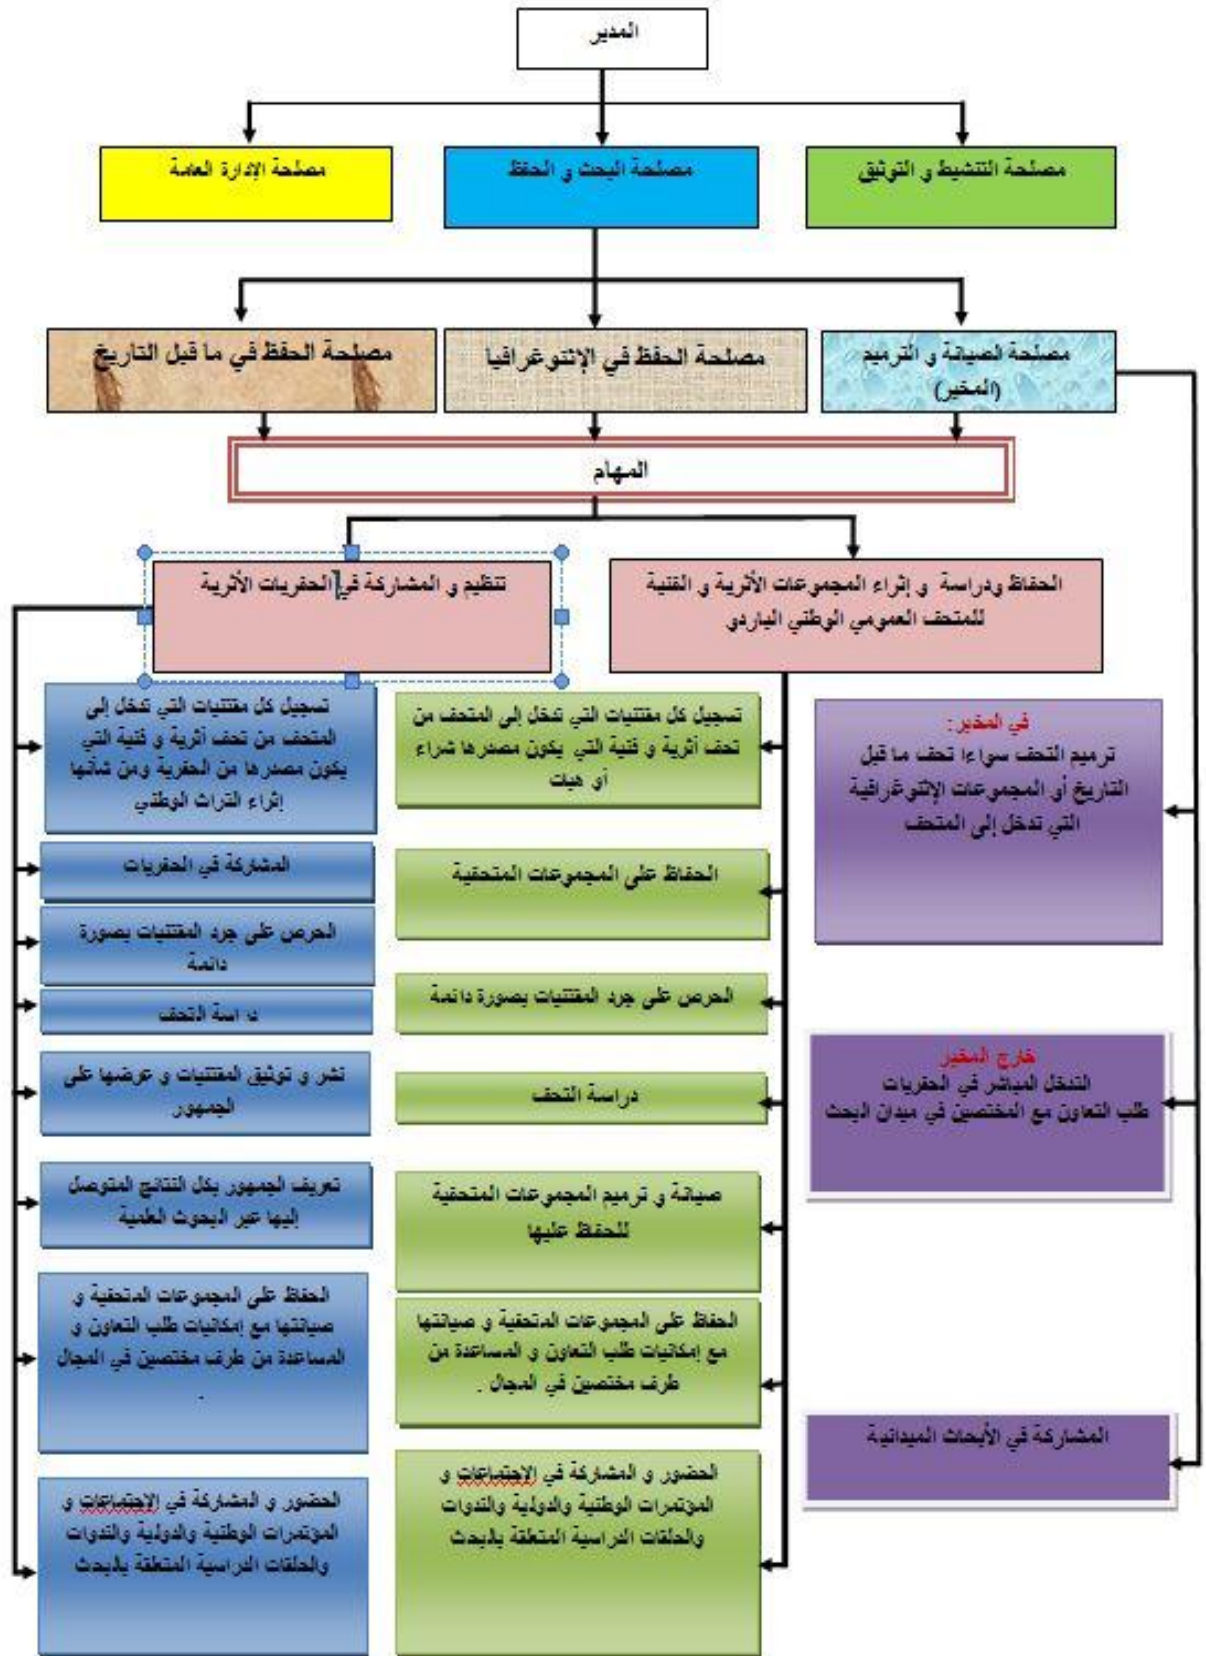 المدير
مصلحة التنشيط و التوثيق
مصلحة البحث و الحفظ
مصلحة الإدارة العامة
مصلحة الصيانة و الترميم
(المخبر)
مصلحة الحفظ في الإثنوغرافيا
مصلحة الحفظ في ما قبل التاريخ
المهام
الحفاظ ودراسة و إثراء المجموعات الأثرية و الفنية
للمتحف العمومي الوطني الباردو
تنظيم و المشاركة في الحفريات الأثرية
في المخبر:
ترميم التحف سواءا تحف ما قبل
التاريخ أو المجموعات الإثنوغرافية
التي تدخل إلى المتحف
خارج المخبر
التدخل المباشر في الحفريات
طلب التعاون مع المختصين في ميدان البحث
المشاركة في الأبحاث الميدانية
تسجيل كل مقتنيات التي تدخل إلى المتحف من
تحف أثرية و فنية التي يكون مصدرها شراء
أو هبات
الحفاظ على المجموعات المتحفية
الحرص على جرد المقتنيات بصورة دائمة
دراسة التحف
صيانة و ترميم المجموعات المتحفية
للحفظ عليها
الحفاظ على المجموعات المتحفية و صيانتها
مع إمكانيات طلب التعاون و المساعدة من
طرف مختصين في المجال .
الحضور و المشاركة في الإجتماعات و
المؤتمرات الوطنية والدولية والندوات
والحلقات الدراسية المتعلقة بالبحث
تسجيل كل مقتنيات التي تدخل إلى
المتحف من تحف أثرية و فنية التي
يكون مصدرها من الحفرية ومن شأنها
إثراء التراث الوطني
المشاركة في الحفريات
الحرص على جرد المقتنيات بصورة
دائمة
دراسة التحف
نشر و توثيق المقتنيات و عرضها على
الجمهور
تعريف الجمهور بكل النتائج المتوصل
إليها عبر البحوث العلمية
الحفاظ على المجموعات المتحفية و
صيانتها مع إمكانيات طلب التعاون و
المساعدة من طرف مختصين في المجال
.
الحضور و المشاركة في الإجتماعات و
المؤتمرات الوطنية والدولية والندوات
والحلقات الدراسية المتعلقة بالبحث